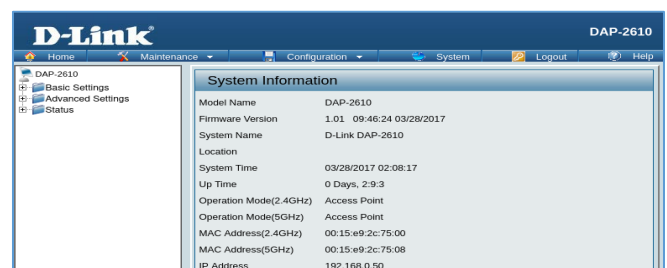 D-Link
DAP-2610
Home Maintenance Configuration System Logout Help
DAP-2610
Basic Settings
Advanced Settings
Status
System Information
Model Name DAP-2610
Firmware Version 1.01 09:46:24 03/28/2017
System Name D-Link DAP-2610
Location
System Time 03/28/2017 02:08:17
Up Time 0 Days, 2:9:3
Operation Mode(2.4GHz) Access Point
Operation Mode(5GHz) Access Point
MAC Address(2.4GHz) 00:15:e9:2c:75:00
MAC Address(5GHz) 00:15:e9:2c:75:08
IP Address 192.168.0.50